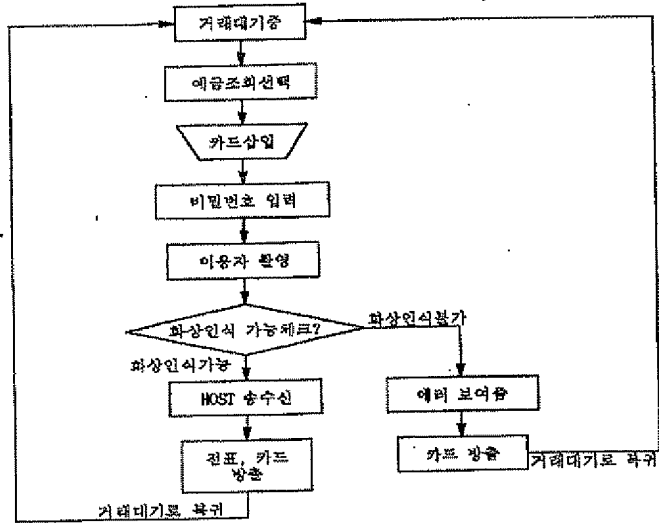 거래대기중
예금조회선택
카드삽입
비밀번호 입력
이용자 촬영
화상인식 가능체크?
화상인식불가
화상인식가능
HOST 송수신
에러 보여줌
전표, 카드
방출
카드 방출
거래대기로 복귀
거래대기로 복귀